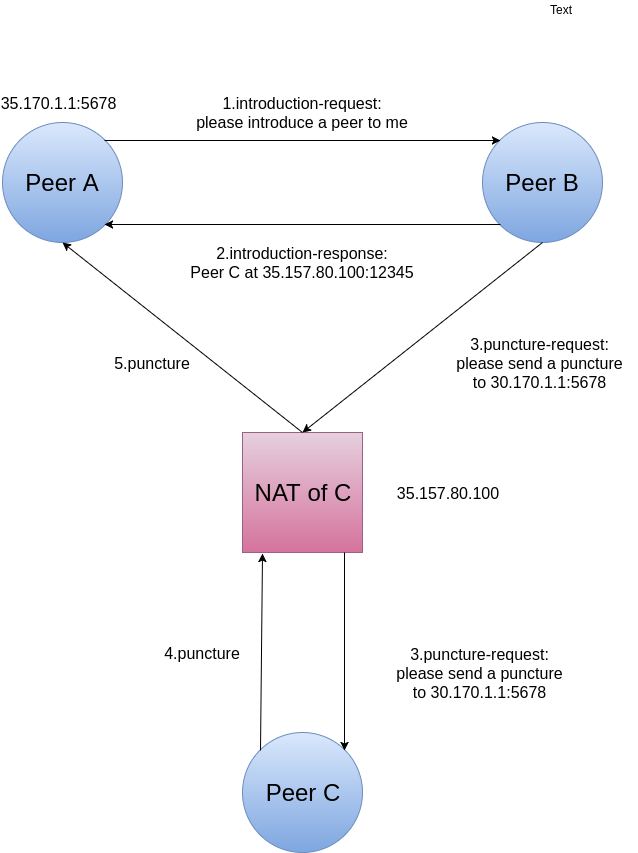 Text
35.170.1.1:5678
1.introduction-request:
please introduce a peer to me
Peer A
Peer B
2.introduction-response:
Peer C at 35.157.80.100:12345
3.puncture-request:
please send a puncture
to 30.170.1.1:5678
5.puncture
NAT of C
35.157.80.100
4.puncture
3.puncture-request:
please send a puncture
to 30.170.1.1:5678
Peer C